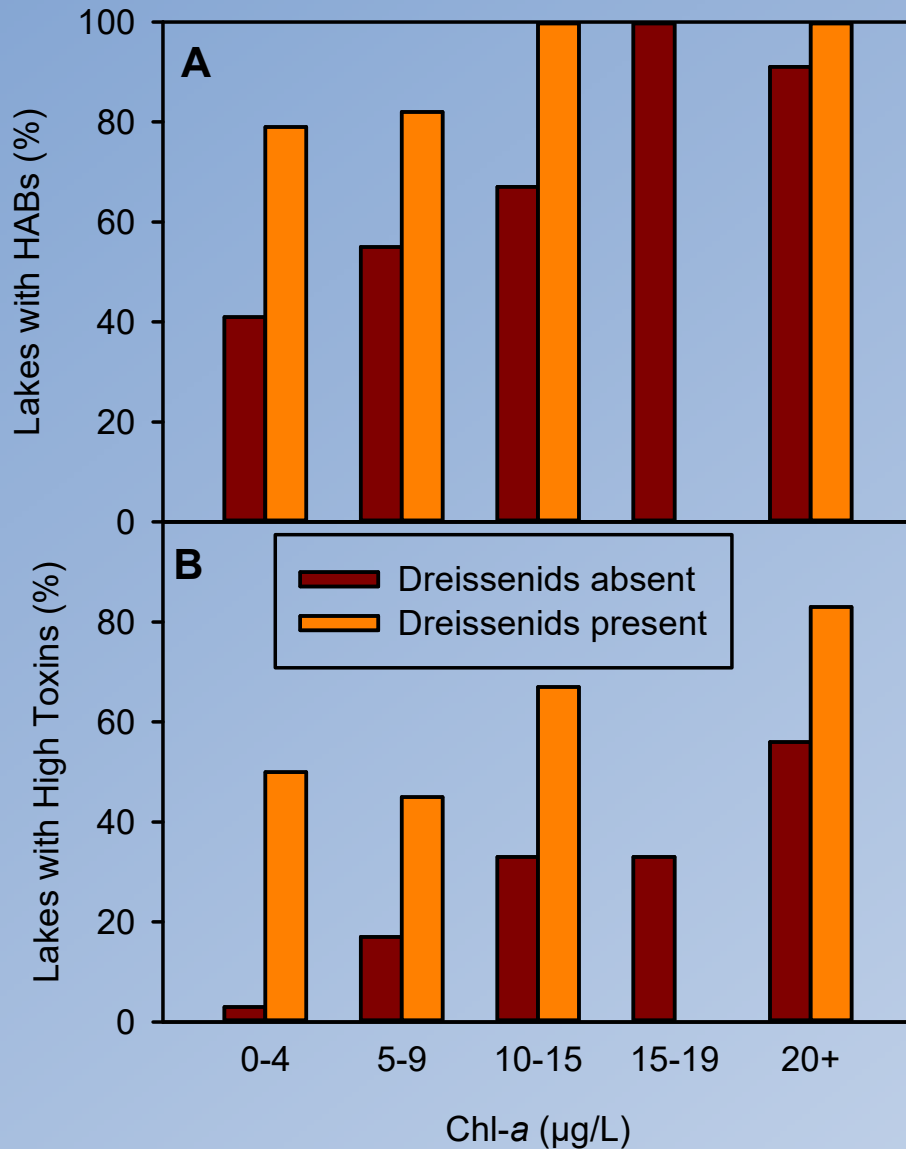 Lakes with HABs (%)
100
80
60
40
20
0
A
Lakes with High Toxins (%)
80
60
40
20
0
B
Dreissenids absent
Dreissenids present
0-4 5-9 10-15 15-19 20+
Chl-a (µg/L)